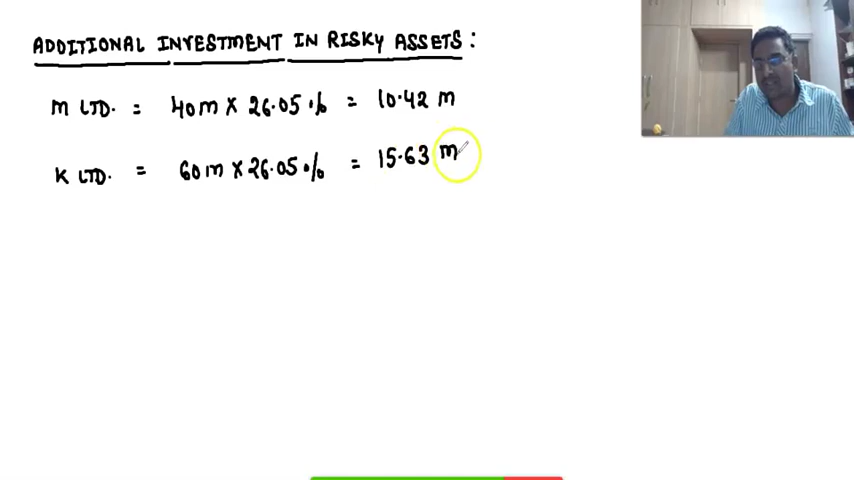 ADDITIONAL INVESTMENT IN RISKY ASSETS :
M LTD. = 40m x 26.05 % = 10.42 m
K LTD. = 60m x 26.05 % = 15.63 m